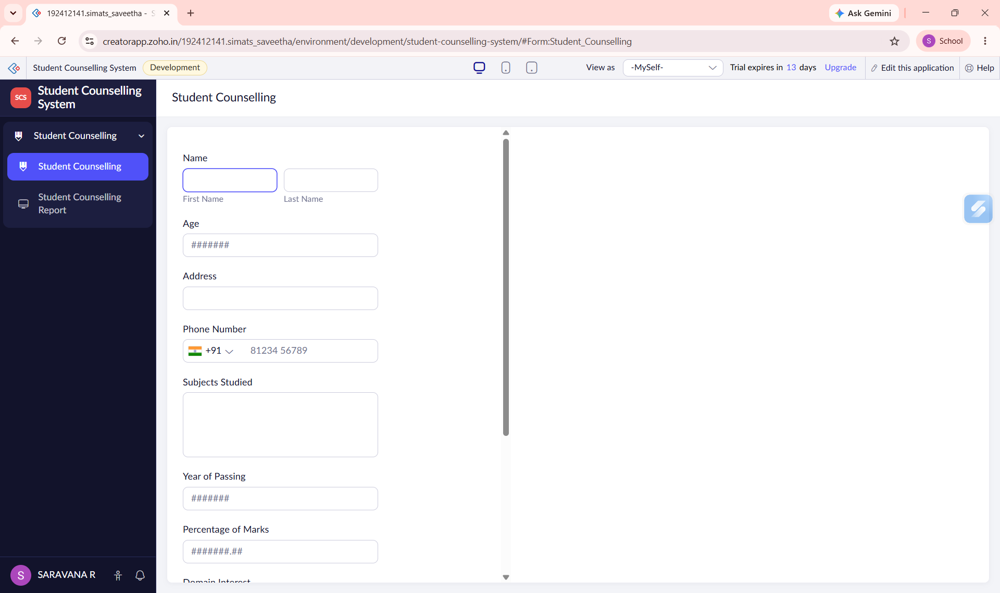 192412141.simats_saveetha - S
Ask Gemini
creatorapp.zoho.in/192412141.simats_saveetha/environment/development/student-counselling-system/#Form:Student_Counselling
S School
Student Counselling System Development View as -MySelf- Trial expires in 13 days Upgrade Edit this application Help
SCS Student Counselling
System
Student Counselling
Student Counselling
Student Counselling
Report
SARAVANA R
S
Student Counselling
Name
First Name Last Name
Age
#######
Address
Phone Number
+91 81234 56789
Subjects Studied
Year of Passing
#######
Percentage of Marks
#######.##
Domain Interest